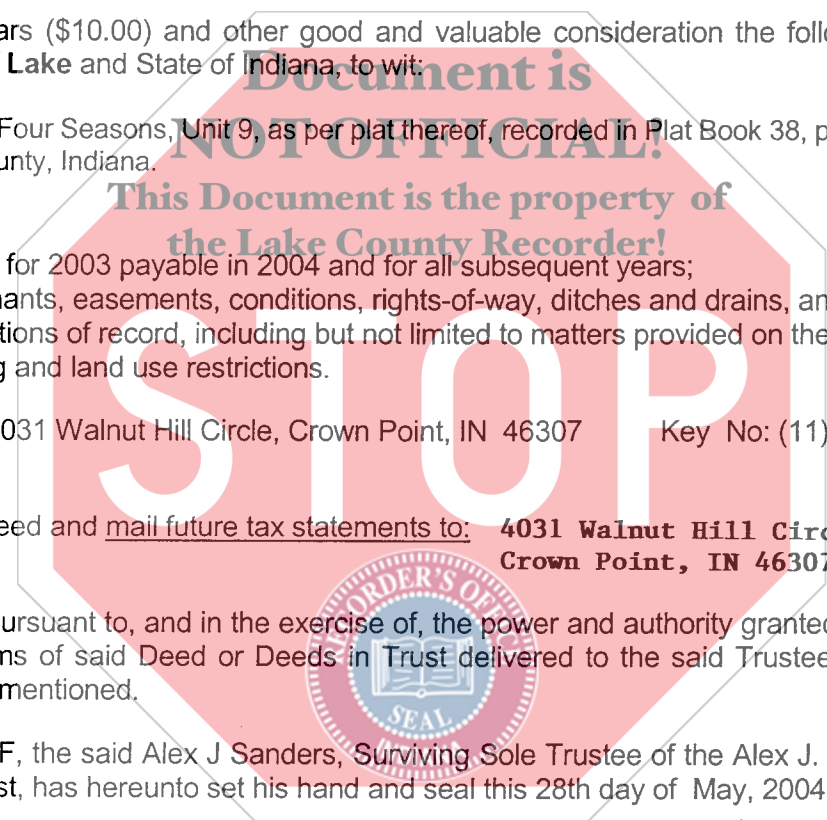 ars ($10.00) and other good and valuable consideration the follo
f Lake and State of Indiana, to wit:
Document is
Four Seasons, Unit 9, as per plat thereof, recorded in Plat Book 38, p
NOT OFFICIAL!
unty, Indiana.
This Document is the property of
the Lake County Recorder!
for 2003 payable in 2004 and for all subsequent years;
nants, easements, conditions, rights-of-way, ditches and drains, an
tions of record, including but not limited to matters provided on the
g and land use restrictions.
STOP
031 Walnut Hill Circle, Crown Point, IN 46307 Key No: (11)
eed and mail future tax statements to: 4031 Walnut Hill Circ
Crown Point, IN 46307
RECORDER'S OFFICE
ursuant to, and in the exercise of, the power and authority granted
ms of said Deed or Deeds in Trust delivered to the said Trustee
mentioned.
SEAL
F, the said Alex J Sanders, Surviving Sole Trustee of the Alex J.
st, has hereunto set his hand and seal this 28th day of May, 2004